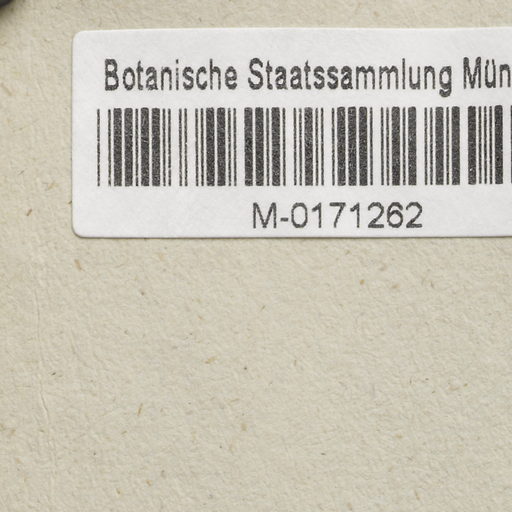 Botanische Staatssammlung Mün
M-0171262